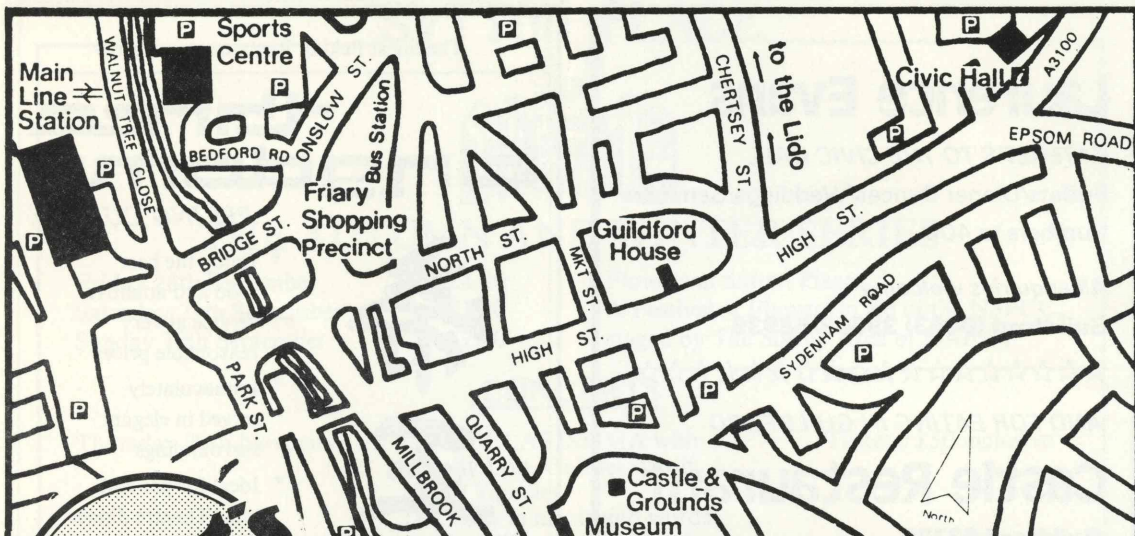 P
Sports
Centre
P
WALNUT TREE
CLOSE
Main
Line
Station
P
P
BEDFORD RD
ONSLOW
ST.
Bus Station
Friary
Shopping
Precinct
P
BRIDGE ST.
NORTH
ST.
MKT ST
Guildford
House
CHERTSEY
ST.
to the Lido
P
Civic Hall
A3100
P
EPSOM ROAD
HIGH
ST.
HIGH
ST.
SYDENHAM ROAD
P
P
P
PARK ST
P
MILLBROOK
QUARRY
ST.
Castle &
Grounds
Museum
P
North